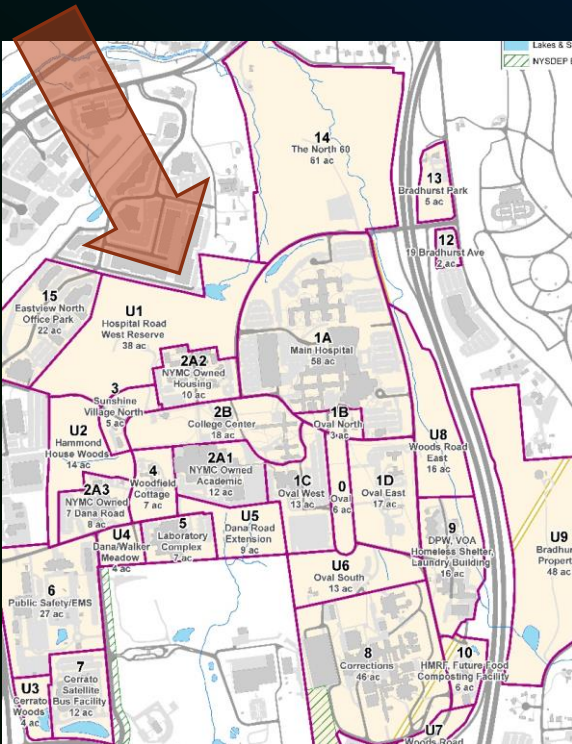 Lakes & S
NYSDEP
14
The North 60
61 ac
13
Bradhurst Park
5 ac
12
19 Bradhurst Ave
2 ac
15
Eastview North
Office Park
22 ac
U1
Hospital Road
West Reserve
38 ac
1A
Main Hospital
58 ac
2A2
NYMC Owned
Housing
10 ac
3
Sunshine
Village North
5 ac
2B
College Center
18 ac
1B
Oval North
3 ac
U2
Hammond
House Woods
14 ac
U8
Woods Road
East
16 ac
2A1
NYMC Owned
Academic
12 ac
4
Woodfield
Cottage
7 ac
1C
Oval West
13 ac
0
Oval
6 ac
1D
Oval East
17 ac
2A3
NYMC Owned
7 Dana Road
8 ac
U4
Dana/Walker
Meadow
4 ac
5
Laboratory
Complex
7 ac
U5
Dana Road
Extension
9 ac
9
DPW, VOA
Homeless Shelter,
Laundry Building
16 ac
U9
Bradhur
Propert
48 ac
U6
Oval South
13 ac
6
Public Safety/EMS
27 ac
8
Corrections
46 ac
10
HMRF, Future Food
Composting Facility
6 ac
7
Cerrato
Satellite
Bus Facility
12 ac
U3
Cerrato
Woods
4 ac
U7
Woods Road